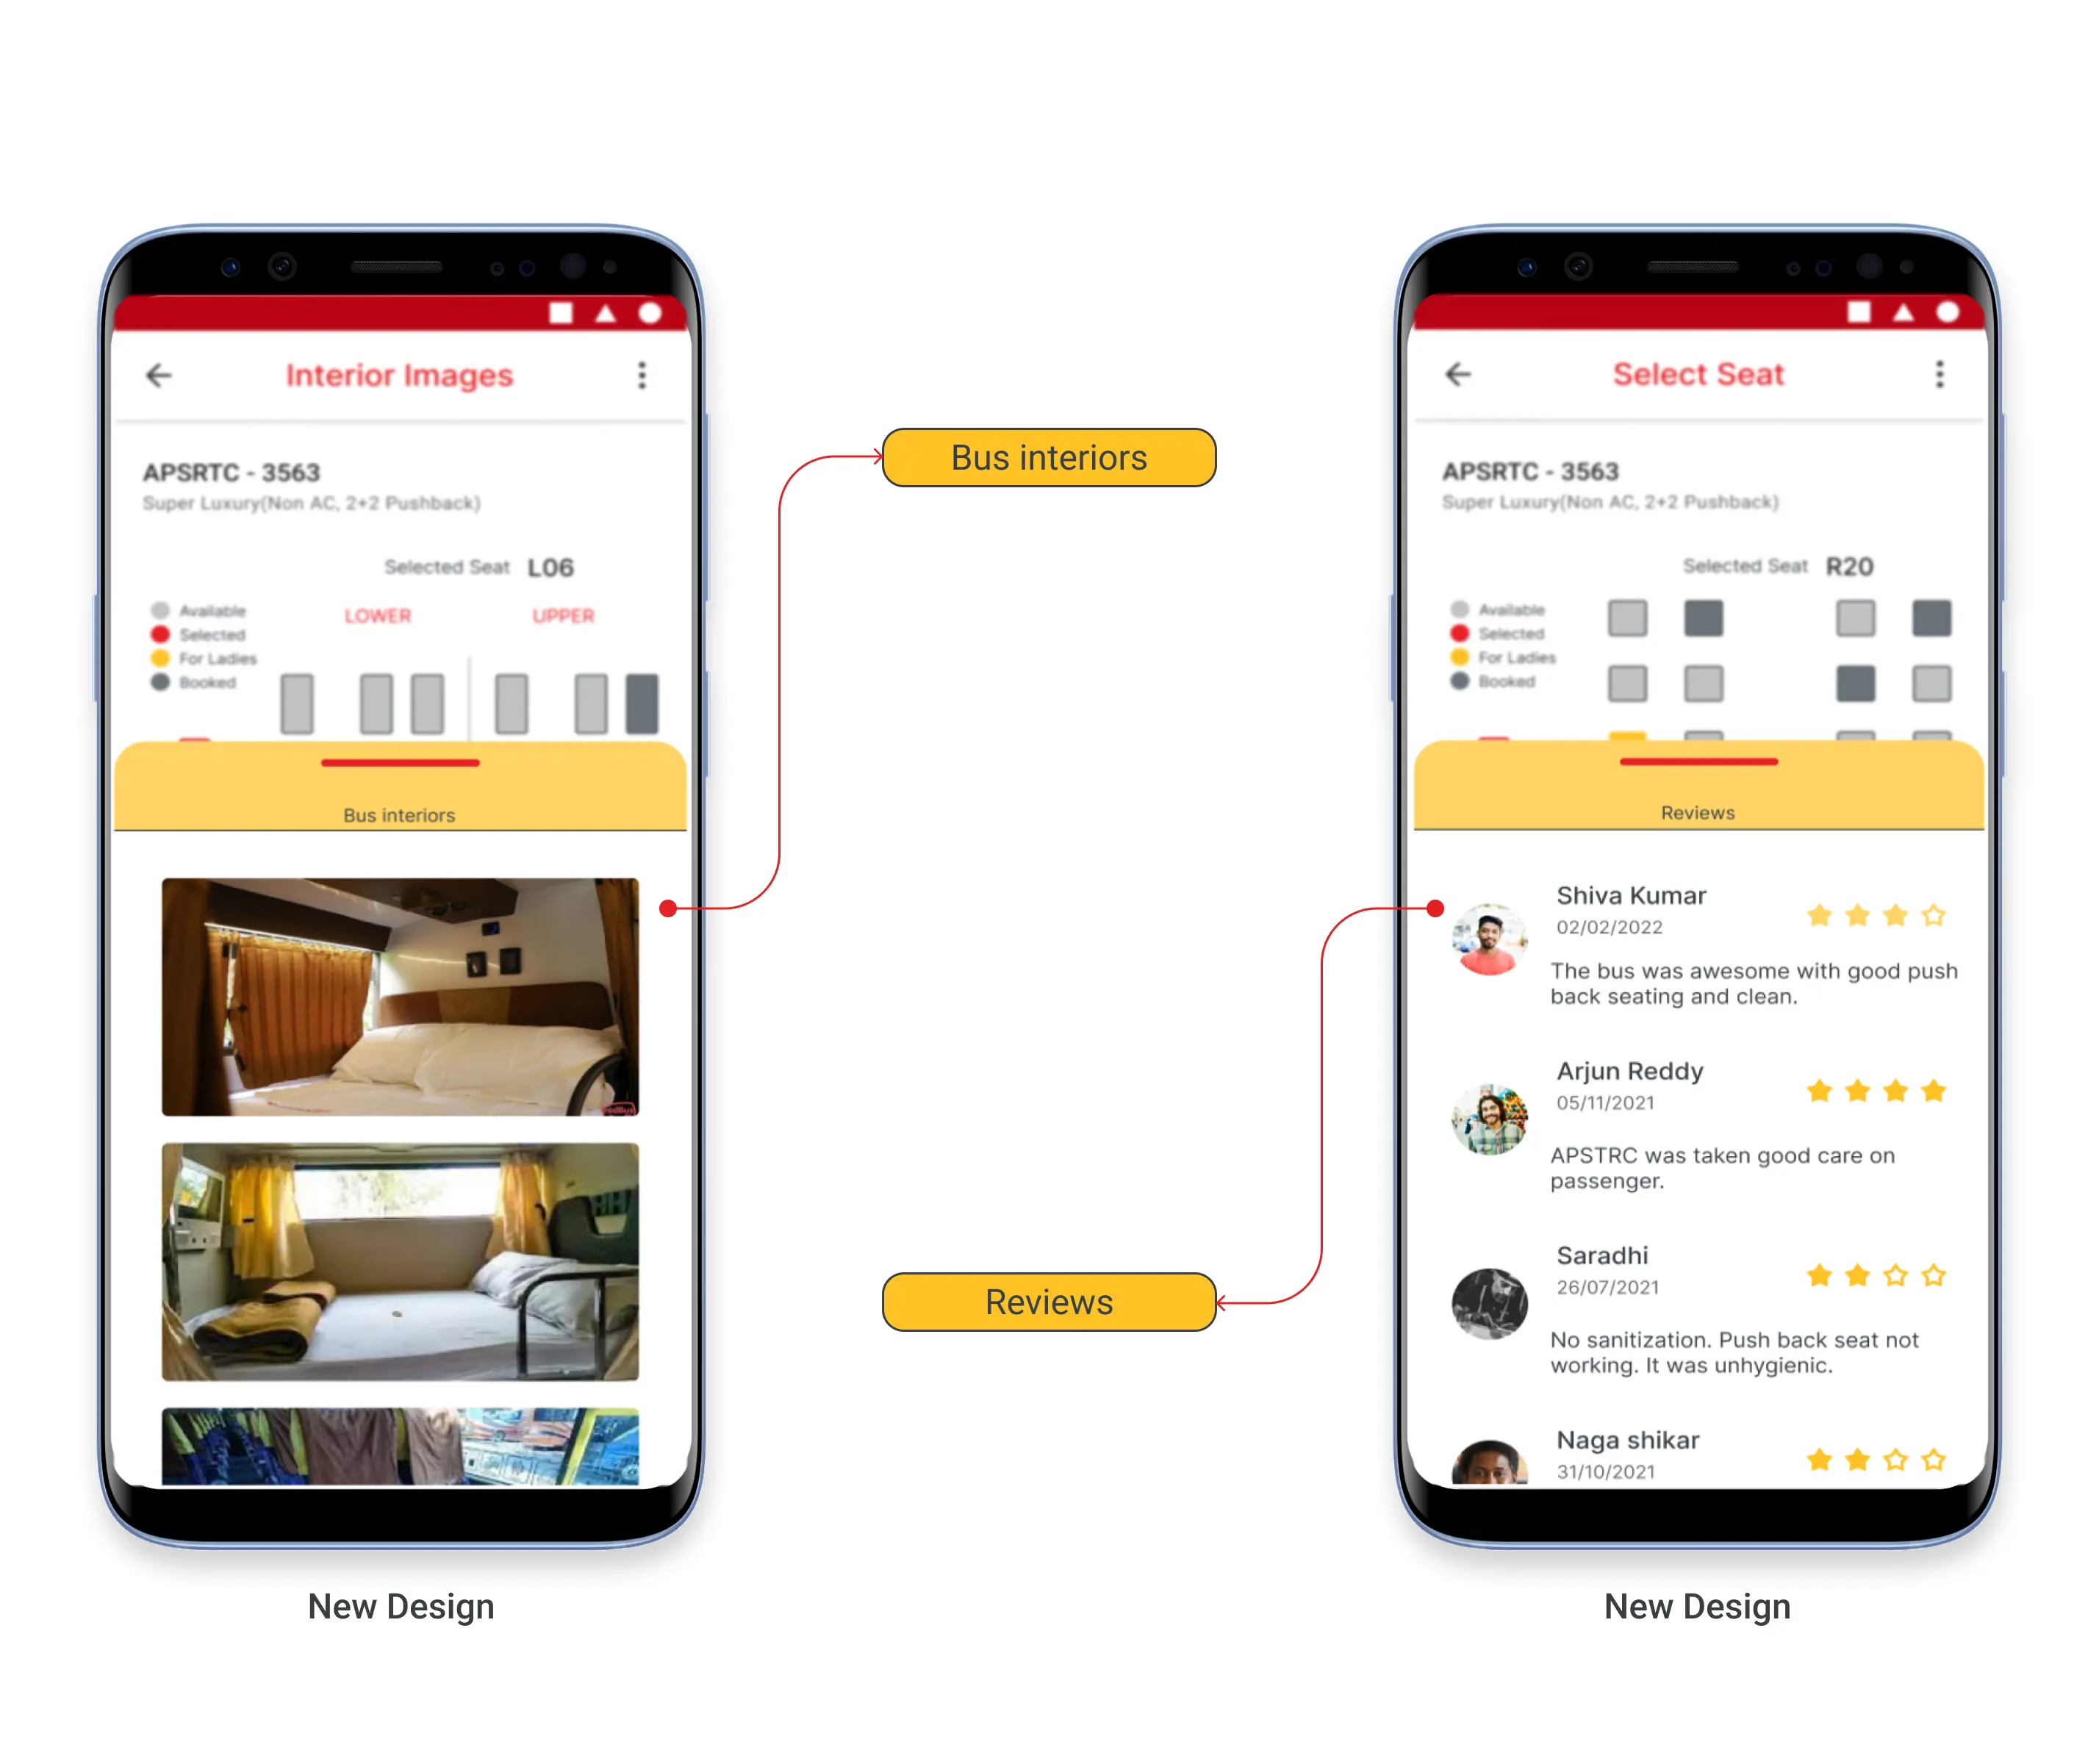 Interior Images
APSRTC - 3563
Super Luxury(Non AC, 2+2 Pushback)
Selected Seat L06
Available
Selected
For Ladies
Booked
LOWER
UPPER
Bus interiors
redBus
New Design
Bus interiors
Reviews
Select Seat
APSRTC - 3563
Super Luxury(Non AC, 2+2 Pushback)
Selected Seat R20
Available
Selected
For Ladies
Booked
Reviews
Shiva Kumar
02/02/2022
The bus was awesome with good push
back seating and clean.
Arjun Reddy
05/11/2021
APSTRC was taken good care on
passenger.
Saradhi
26/07/2021
No sanitization. Push back seat not
working. It was unhygienic.
Naga shikar
31/10/2021
New Design